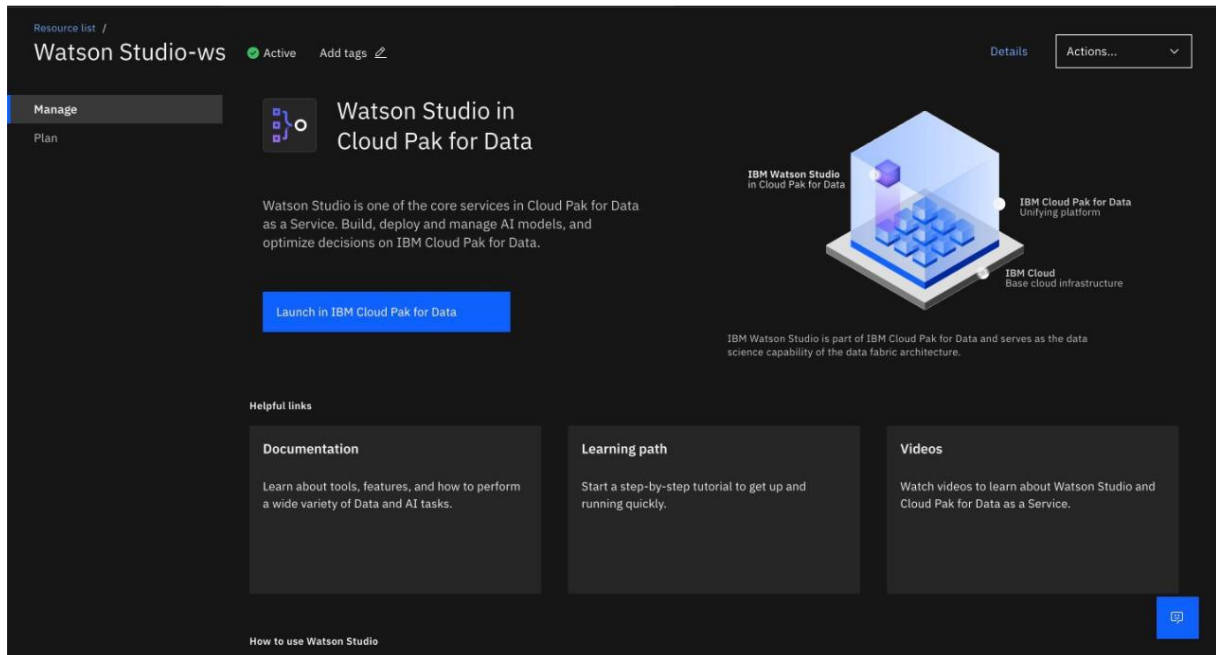 Resource list /
Watson Studio-ws
Active
Add tags
Details
Actions...
Manage
Plan
Watson Studio in
Cloud Pak for Data
Watson Studio is one of the core services in Cloud Pak for Data
as a Service. Build, deploy and manage AI models, and
optimize decisions on IBM Cloud Pak for Data.
Launch in IBM Cloud Pak for Data
IBM Watson Studio
in Cloud Pak for Data
IBM Cloud Pak for Data
Unifying platform
IBM Cloud
Base cloud infrastructure
IBM Watson Studio is part of IBM Cloud Pak for Data and serves as the data
science capability of the data fabric architecture.
Helpful links
Documentation
Learn about tools, features, and how to perform
a wide variety of Data and AI tasks.
Learning path
Start a step-by-step tutorial to get up and
running quickly.
Videos
Watch videos to learn about Watson Studio and
Cloud Pak for Data as a Service.
How to use Watson Studio